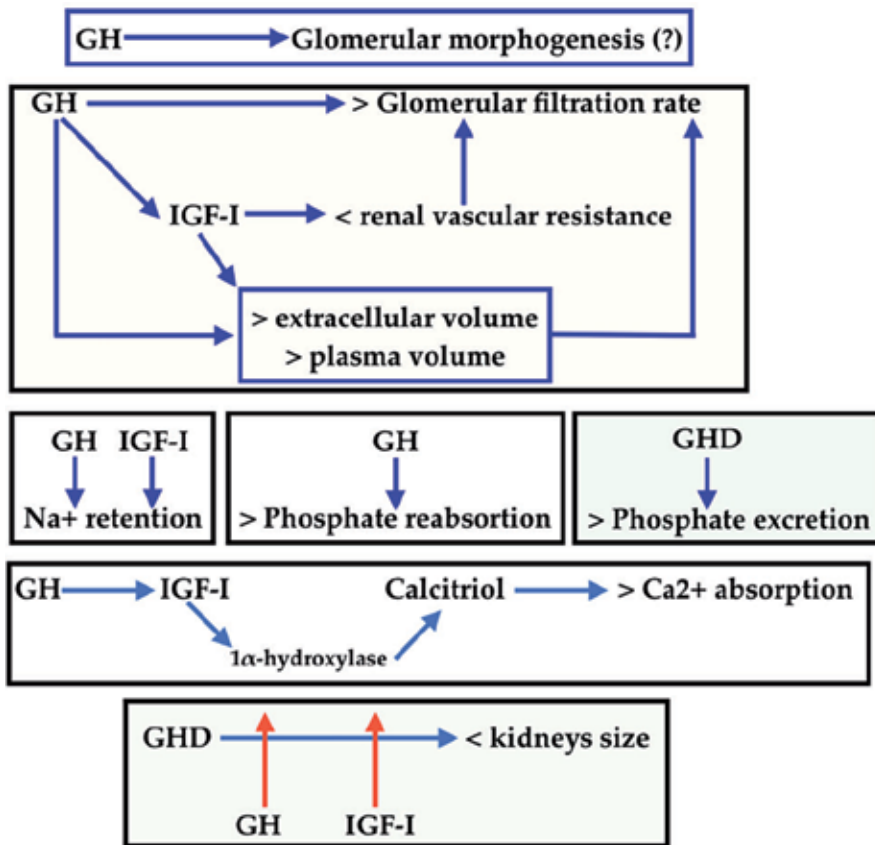 GH Glomerular morphogenesis (?)
GH > Glomerular filtration rate
IGF-I < renal vascular resistance
> extracellular volume
> plasma volume
GH IGF-I
Na+ retention
GH
> Phosphate reabsortion
GHD
> Phosphate excretion
GH IGF-I Calcitriol > Ca2+ absorption
1α-hydroxylase
GHD < kidneys size
GH IGF-I